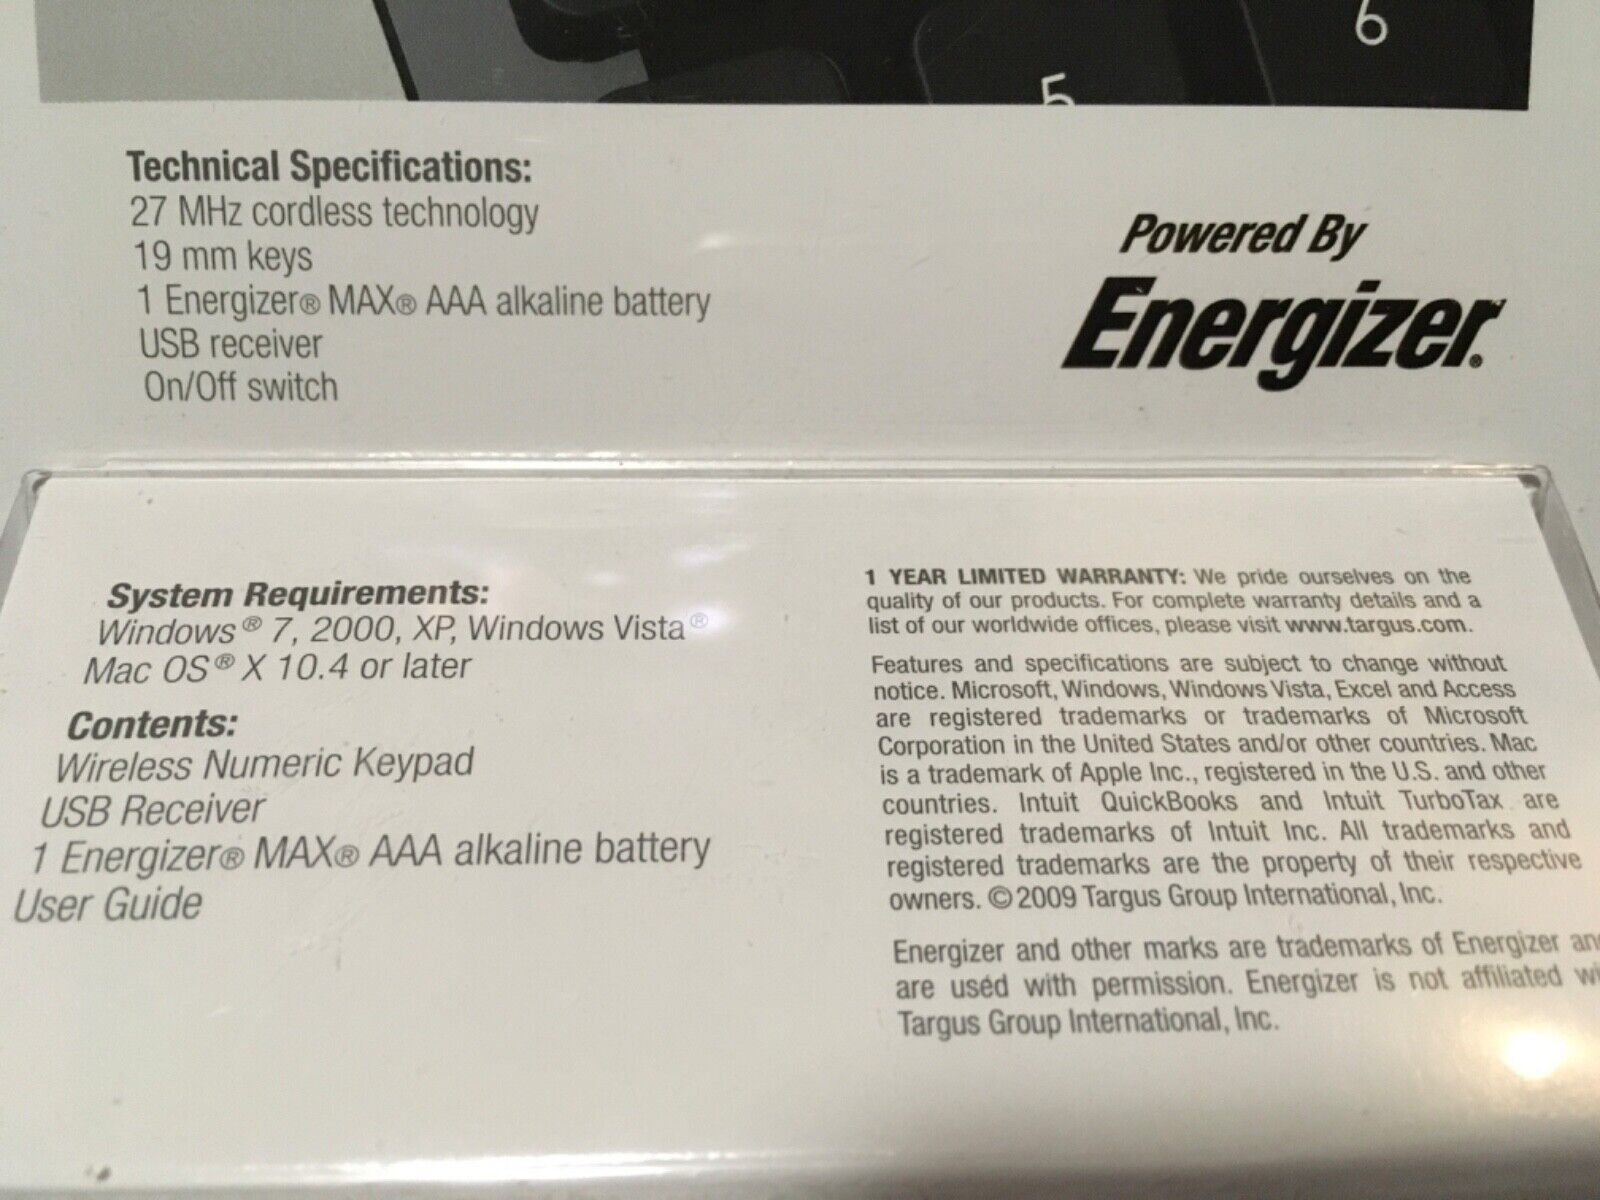 6
5
Technical Specifications:
27 MHz cordless technology
19 mm keys
1 Energizer® MAX® AAA alkaline battery
USB receiver
On/Off switch
Powered By
Energizer®
System Requirements:
Windows® 7, 2000, XP, Windows Vista®
Mac OS® X 10.4 or later
Contents:
Wireless Numeric Keypad
USB Receiver
1 Energizer® MAX® AAA alkaline battery
User Guide
1 YEAR LIMITED WARRANTY: We pride ourselves on the
quality of our products. For complete warranty details and a
list of our worldwide offices, please visit www.targus.com.
Features and specifications are subject to change without
notice. Microsoft, Windows, Windows Vista, Excel and Access
are registered trademarks or trademarks of Microsoft
Corporation in the United States and/or other countries. Mac
is a trademark of Apple Inc., registered in the U.S. and other
countries. Intuit QuickBooks and Intuit TurboTax are
registered trademarks of Intuit Inc. All trademarks and
registered trademarks are the property of their respective
owners. ©2009 Targus Group International, Inc.
Energizer and other marks are trademarks of Energizer
are used with permission. Energizer is not affiliated
Targus Group International, Inc.